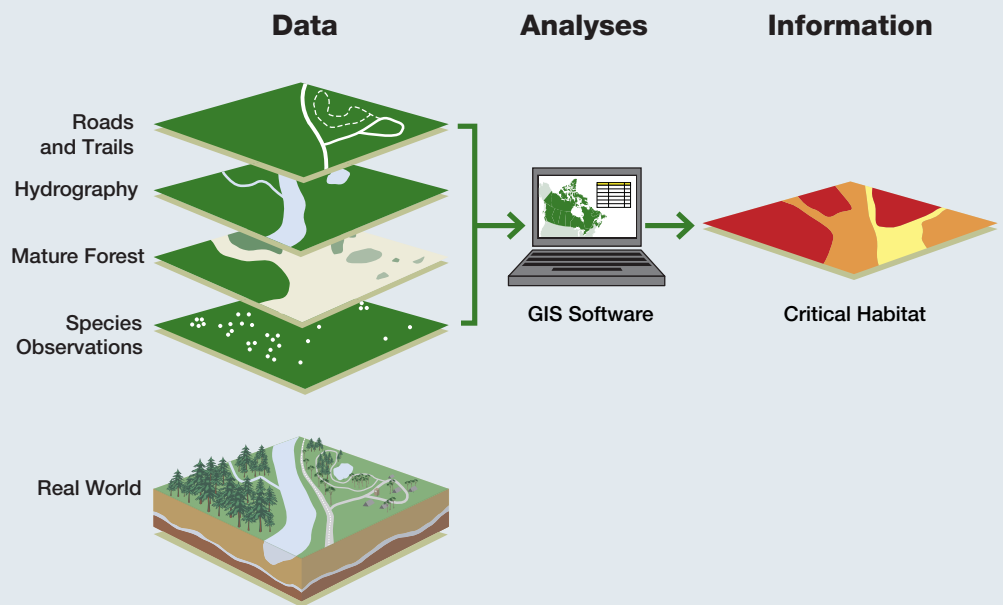 Data
Analyses
Information
Roads
and Trails
Hydrography
Mature Forest
Species
Observations
GIS Software
Critical Habitat
Real World